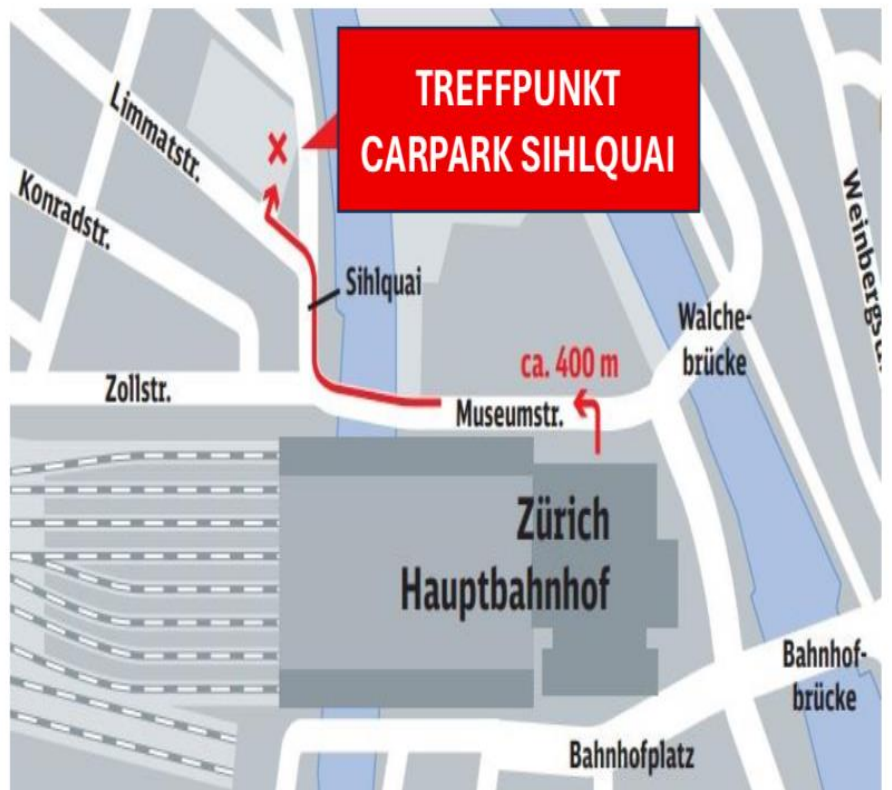 TREFFPUNKT
CARPARK SIHLQUAI
Limmatstr.
Konradstr.
Weinbergstr.
Sihlquai
Walche-
brücke
ca. 400 m
Zollstr.
Museumstr.
Zürich
Hauptbahnhof
Bahnhof-
brücke
Bahnhofplatz